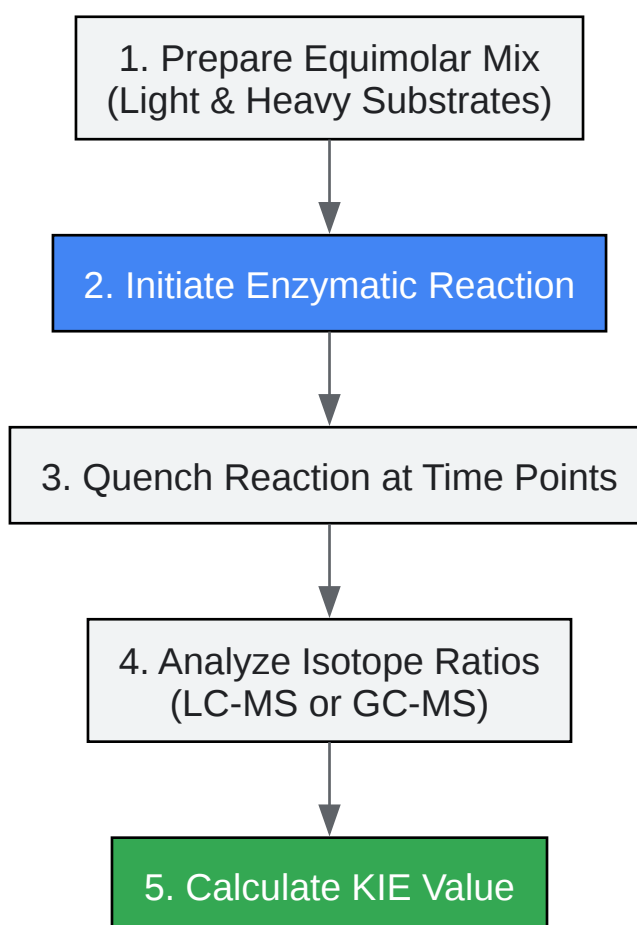 1. Prepare Equimolar Mix
(Light & Heavy Substrates)
2. Initiate Enzymatic Reaction
3. Quench Reaction at Time Points
4. Analyze Isotope Ratios
(LC-MS or GC-MS)
5. Calculate KIE Value